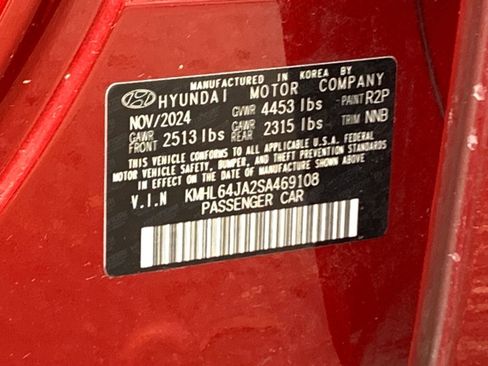 MANUFACTURED IN KOREA BY
HYUNDAI MOTOR COMPANY
NOV/2024 GVWR 4453 lbs PAINT R2P
GAWR FRONT 2513 lbs GAWR REAR 2315 lbs TRIM NNB
THIS VEHICLE CONFORMS TO ALL APPLICABLE U.S.A. FEDERAL
MOTOR VEHICLE SAFETY, BUMPER, AND THEFT PREVENTION
STANDARDS IN EFFECT ON THE DATE OF MANUFACTURE SHOWN ABOVE.
V.I.N KMHL64JA2SA469108
PASSENGER CAR